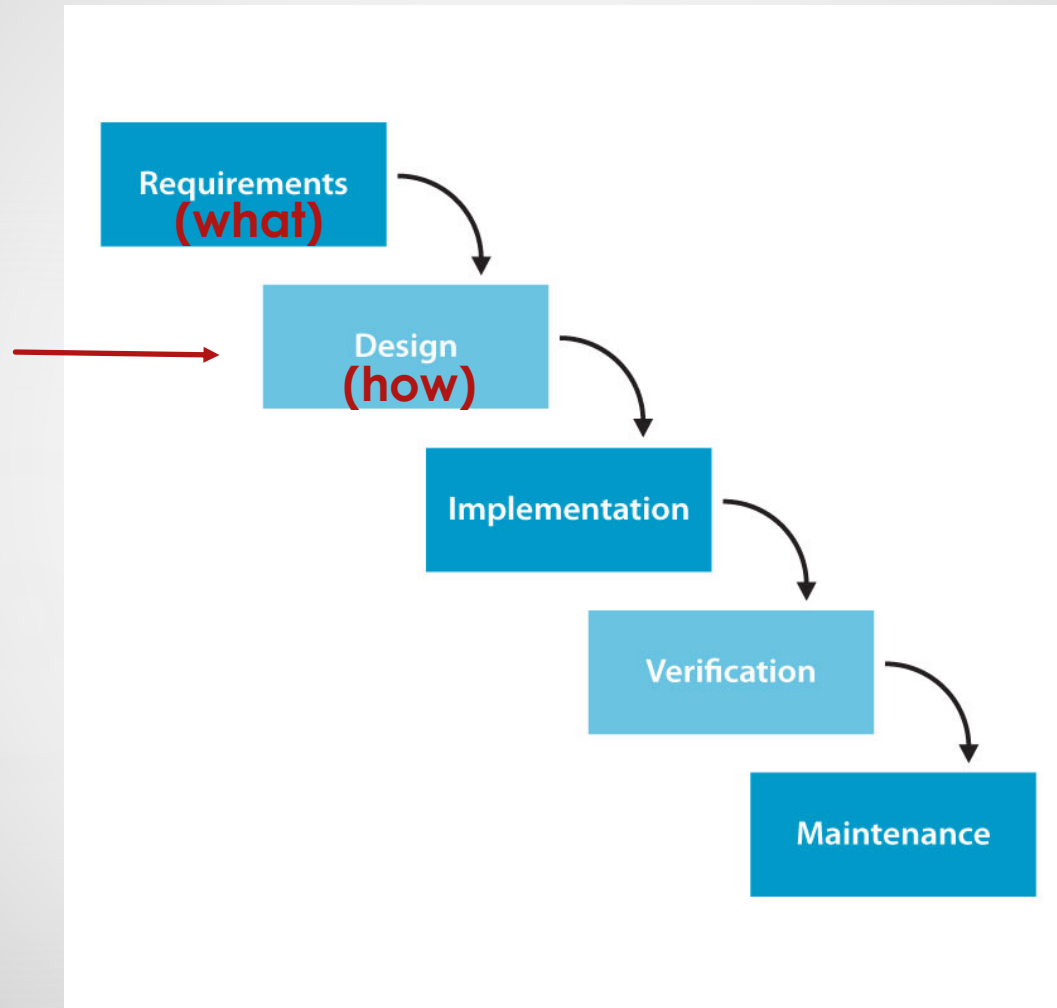 Requirements
(what)
Design
(how)
Implementation
Verification
Maintenance